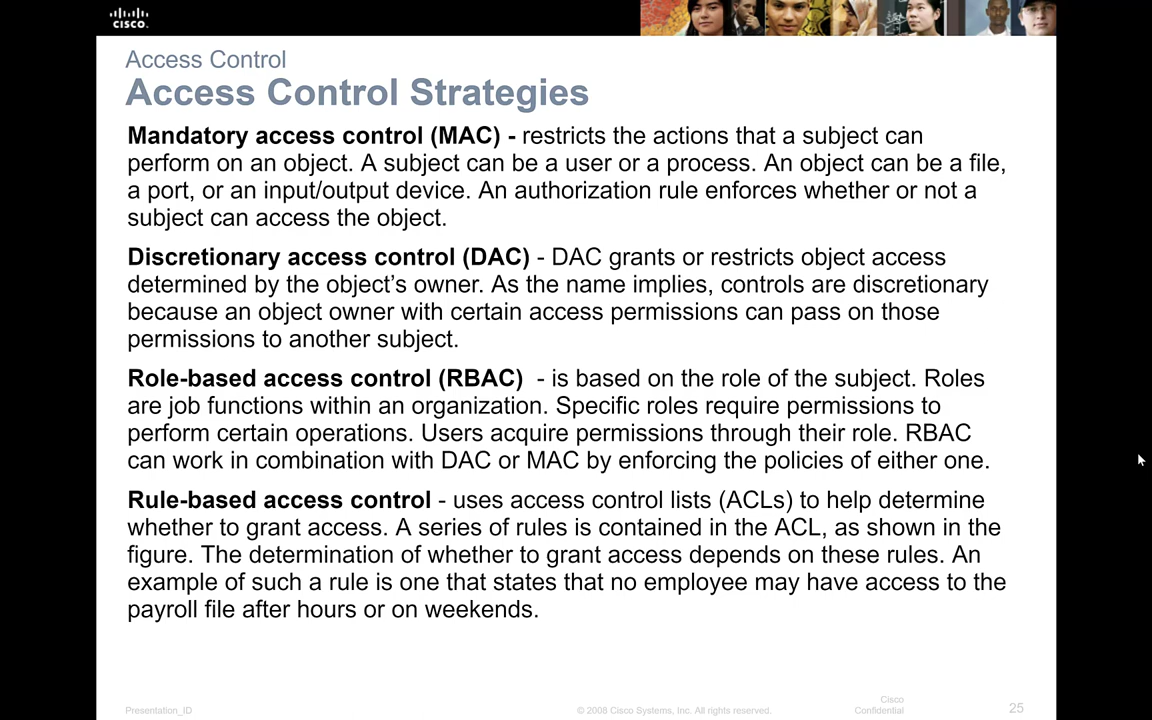 CISCO.
Access Control
Access Control Strategies
Mandatory access control (MAC) - restricts the actions that a subject can
perform on an object. A subject can be a user or a process. An object can be a file,
a port, or an input/output device. An authorization rule enforces whether or not a
subject can access the object.
Discretionary access control (DAC) - DAC grants or restricts object access
determined by the object’s owner. As the name implies, controls are discretionary
because an object owner with certain access permissions can pass on those
permissions to another subject.
Role-based access control (RBAC) - is based on the role of the subject. Roles
are job functions within an organization. Specific roles require permissions to
perform certain operations. Users acquire permissions through their role. RBAC
can work in combination with DAC or MAC by enforcing the policies of either one.
Rule-based access control - uses access control lists (ACLs) to help determine
whether to grant access. A series of rules is contained in the ACL, as shown in the
figure. The determination of whether to grant access depends on these rules. An
example of such a rule is one that states that no employee may have access to the
payroll file after hours or on weekends.
Presentation_ID
© 2008 Cisco Systems, Inc. All rights reserved.
Cisco
Confidential
25